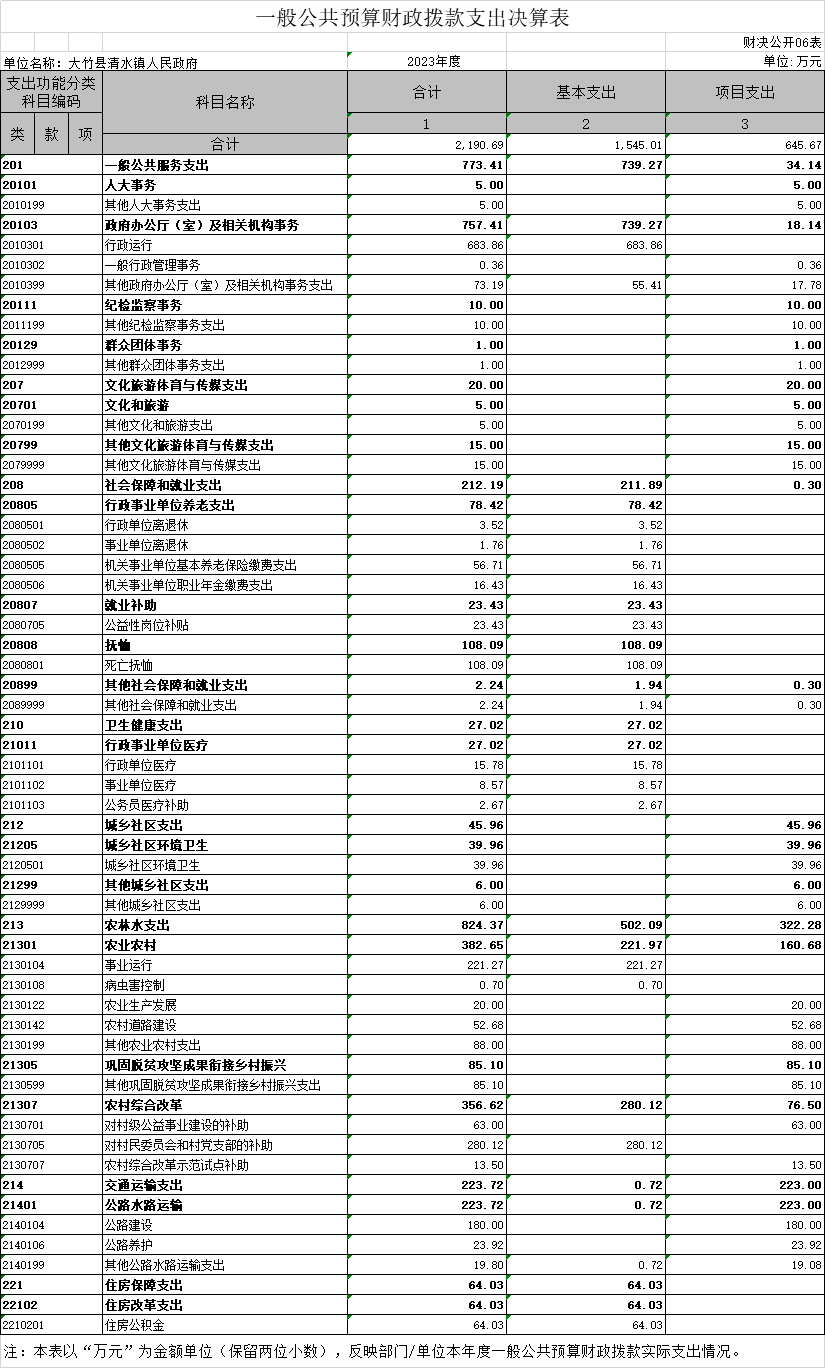 一般公共预算财政拨款支出决算表
财决公开06表
单位名称：大竹县清水镇人民政府 2023年度 单位:万元
支出功能分类科目编码 科目名称 合计 基本支出 项目支出
类 款 项 1 2 3
合计 2,190.69 1,545.01 645.67
201 一般公共服务支出 773.41 739.27 34.14
20101 人大事务 5.00 5.00
2010199 其他人大事务支出 5.00 5.00
20103 政府办公厅（室）及相关机构事务 757.41 739.27 18.14
2010301 行政运行 683.86 683.86
2010302 一般行政管理事务 0.36 0.36
2010399 其他政府办公厅（室）及相关机构事务支出 73.19 55.41 17.78
20111 纪检监察事务 10.00 10.00
2011199 其他纪检监察事务支出 10.00 10.00
20129 群众团体事务 1.00 1.00
2012999 其他群众团体事务支出 1.00 1.00
207 文化旅游体育与传媒支出 20.00 20.00
20701 文化和旅游 5.00 5.00
2070199 其他文化和旅游支出 5.00 5.00
20799 其他文化旅游体育与传媒支出 15.00 15.00
2079999 其他文化旅游体育与传媒支出 15.00 15.00
208 社会保障和就业支出 212.19 211.89 0.30
20805 行政事业单位养老支出 78.42 78.42
2080501 行政单位离退休 3.52 3.52
2080502 事业单位离退休 1.76 1.76
2080505 机关事业单位基本养老保险缴费支出 56.71 56.71
2080506 机关事业单位职业年金缴费支出 16.43 16.43
20807 就业补助 23.43 23.43
2080705 公益性岗位补贴 23.43 23.43
20808 抚恤 108.09 108.09
2080801 死亡抚恤 108.09 108.09
20899 其他社会保障和就业支出 2.24 1.94 0.30
2089999 其他社会保障和就业支出 2.24 1.94 0.30
210 卫生健康支出 27.02 27.02
21011 行政事业单位医疗 27.02 27.02
2101101 行政单位医疗 15.78 15.78
2101102 事业单位医疗 8.57 8.57
2101103 公务员医疗补助 2.67 2.67
212 城乡社区支出 45.96 45.96
21205 城乡社区环境卫生 39.96 39.96
2120501 城乡社区环境卫生 39.96 39.96
21299 其他城乡社区支出 6.00 6.00
2129999 其他城乡社区支出 6.00 6.00
213 农林水支出 824.37 502.09 322.28
21301 农业农村 382.65 221.97 160.68
2130104 事业运行 221.27 221.27
2130108 病虫害控制 0.70 0.70
2130122 农业生产发展 20.00 20.00
2130142 农村道路建设 52.68 52.68
2130199 其他农业农村支出 88.00 88.00
21305 巩固脱贫攻坚成果衔接乡村振兴 85.10 85.10
2130599 其他巩固脱贫攻坚成果衔接乡村振兴支出 85.10 85.10
21307 农村综合改革 356.62 280.12 76.50
2130701 对村级公益事业建设的补助 63.00 63.00
2130705 对村民委员会和村党支部的补助 280.12 280.12
2130707 农村综合改革示范试点补助 13.50 13.50
214 交通运输支出 223.72 0.72 223.00
21401 公路水路运输 223.72 0.72 223.00
2140104 公路建设 180.00 180.00
2140106 公路养护 23.92 23.92
2140199 其他公路水路运输支出 19.80 0.72 19.08
221 住房保障支出 64.03 64.03
22102 住房改革支出 64.03 64.03
2210201 住房公积金 64.03 64.03
注：本表以“万元”为金额单位（保留两位小数），反映部门/单位本年度一般公共预算财政拨款实际支出情况。